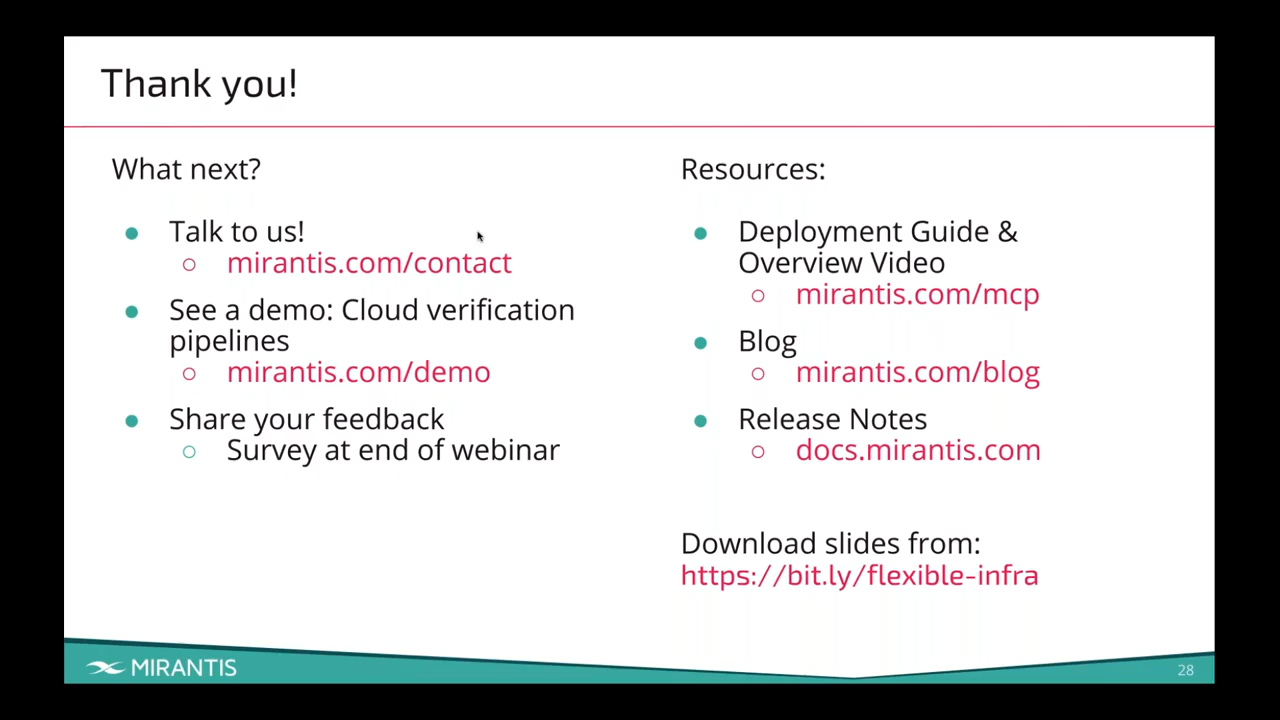 Thank you!
What next?
Talk to us!
mirantis.com/contact
See a demo: Cloud verification
pipelines
mirantis.com/demo
Share your feedback
Survey at end of webinar
Resources:
Deployment Guide &
Overview Video
mirantis.com/mcp
Blog
mirantis.com/blog
Release Notes
docs.mirantis.com
Download slides from:
https://bit.ly/flexible-infra
MIRANTIS
28